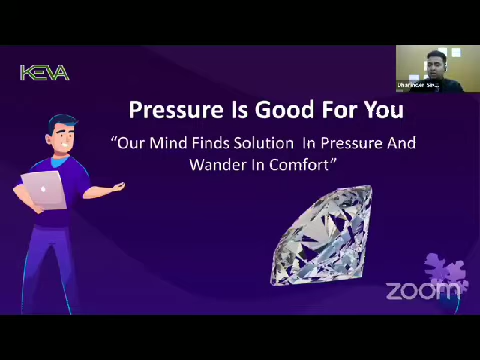 KEVA
Pressure Is Good For You
“Our Mind Finds Solution In Pressure And
Wander In Comfort”
zoom